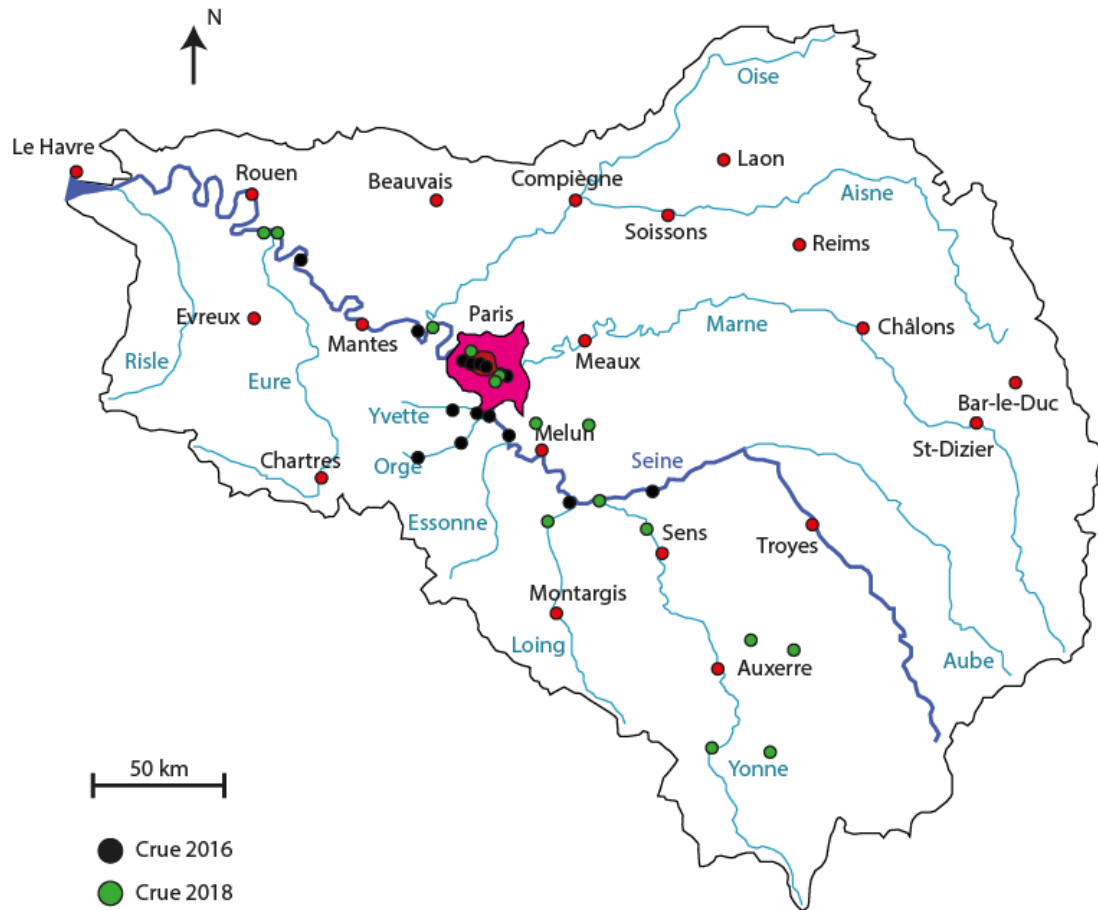 N
Oise
Le Havre
Laon
Rouen
Beauvais
Compiègne
Aisne
Soissons
Reims
Paris
Evreux
Mantes
Marne
Châlons
Meaux
Risle
Eure
Bar-le-Duc
Yvette
Melun
St-Dizier
Chartres
Orge
Seine
Essonne
Sens
Troyes
Montargis
Loing
Auxerre
Aube
50 km
Yonne
Crue 2016
Crue 2018